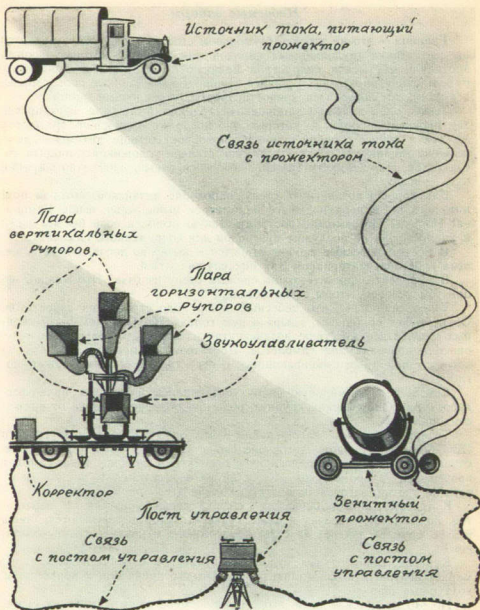 Источник тока, питающий
прожектор
Связь источника тока
с прожектором
Пара
вертикальных
рупоров
Пара
горизонтальных
рупоров
Звукоулавливатель
Корректор
Пост управления
Зенитный
прожектор
Связь
с постом управления
Связь
с постом
управления